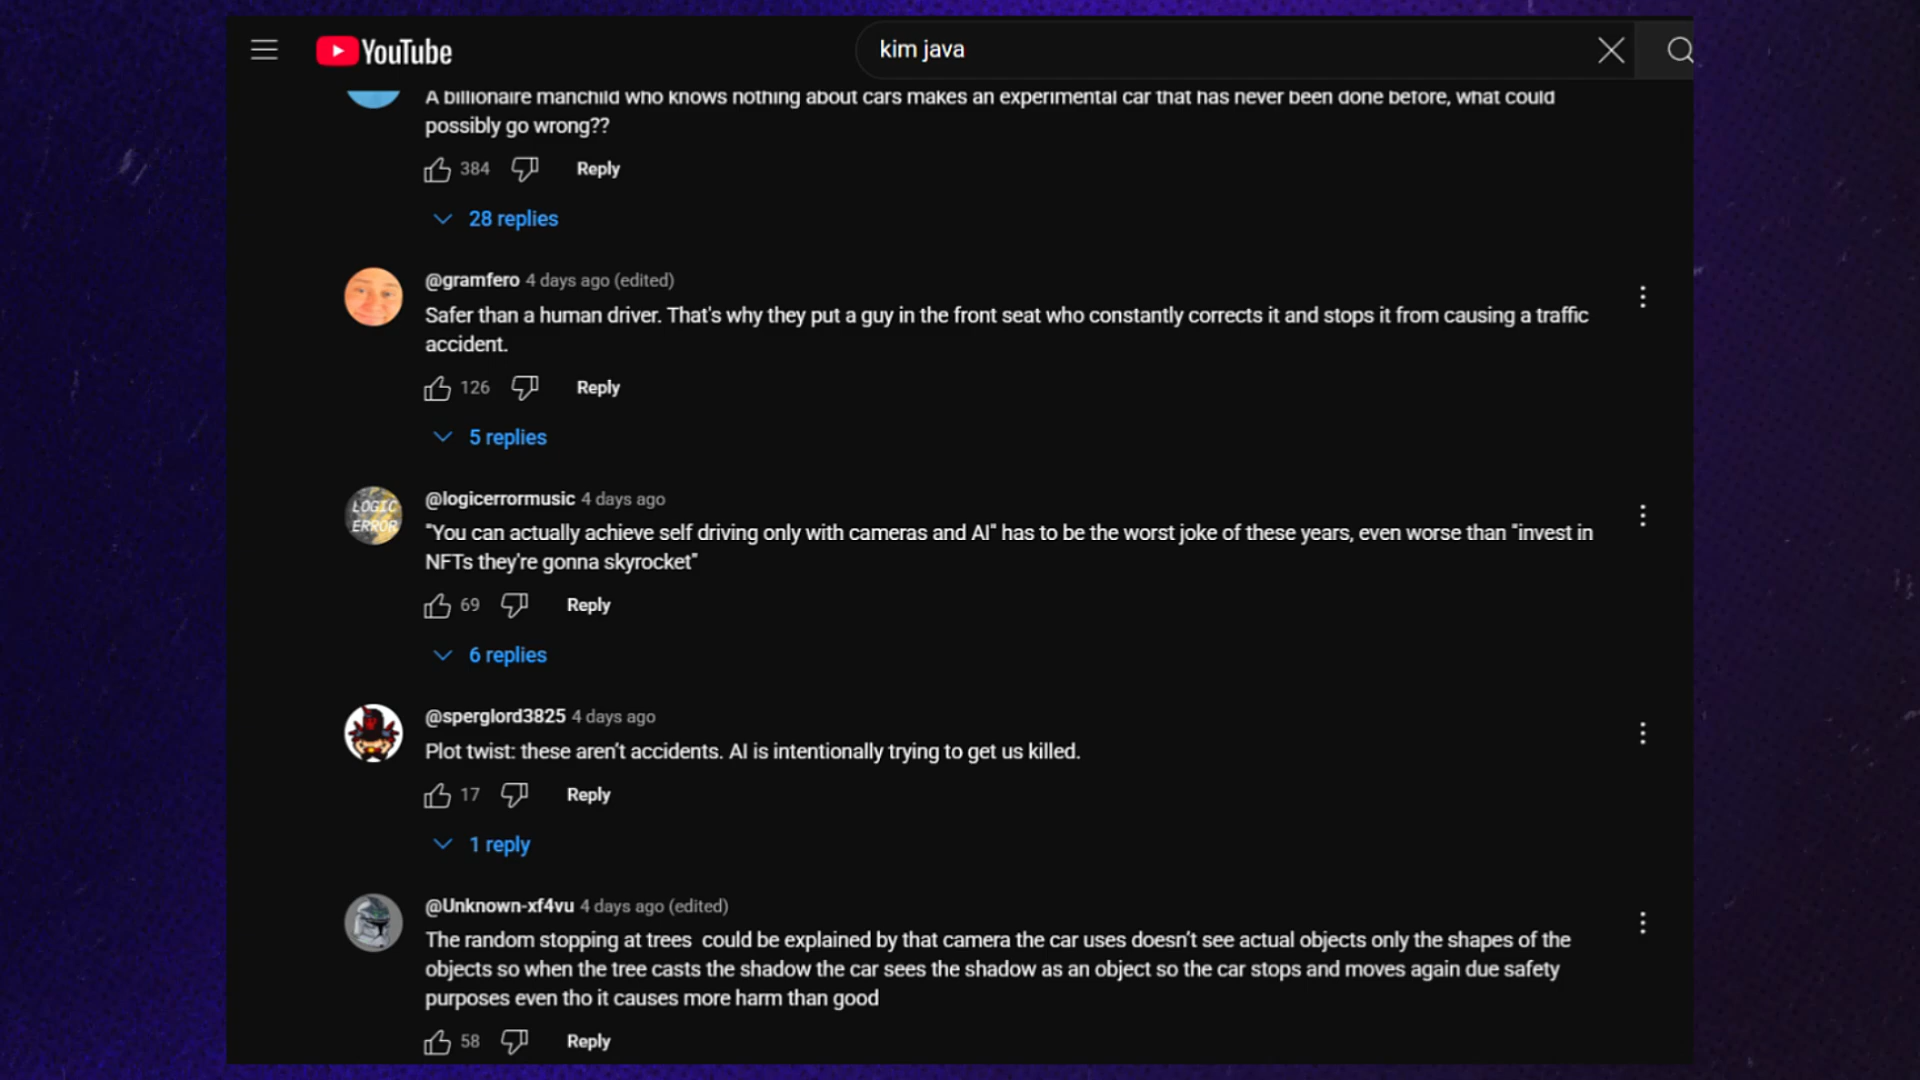 YouTube
kim java
A billionaire manchild who knows nothing about cars makes an experimental car that has never been done before, what could
possibly go wrong??
384 Reply
28 replies
@gramfero 4 days ago (edited)
Safer than a human driver. That's why they put a guy in the front seat who constantly corrects it and stops it from causing a traffic
accident.
126 Reply
5 replies
LOGIC
ERROR
@logicerrormusic 4 days ago
"You can actually achieve self driving only with cameras and AI" has to be the worst joke of these years, even worse than "invest in
NFTs they're gonna skyrocket"
69 Reply
6 replies
@sperglord3825 4 days ago
Plot twist: these aren't accidents. AI is intentionally trying to get us killed.
17 Reply
1 reply
@Unknown-xf4vu 4 days ago (edited)
The random stopping at trees  could be explained by that camera the car uses doesn't see actual objects only the shapes of the
objects so when the tree casts the shadow the car sees the shadow as an object so the car stops and moves again due safety
purposes even tho it causes more harm than good
58 Reply